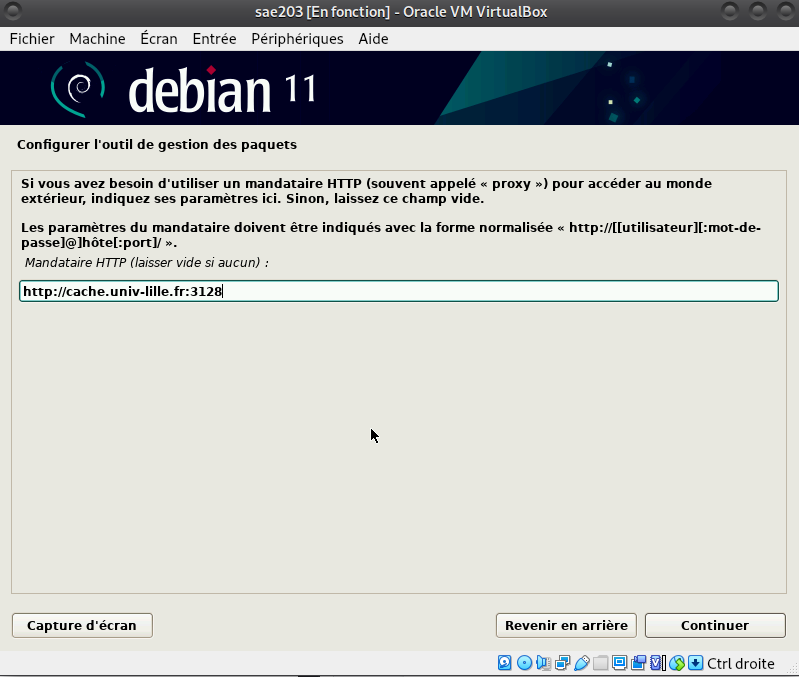 sae203 [En fonction] - Oracle VM VirtualBox
Fichier Machine Écran Entrée Périphériques Aide
debian 11
Configurer l'outil de gestion des paquets
Si vous avez besoin d'utiliser un mandataire HTTP (souvent appelé « proxy ») pour accéder au monde
extérieur, indiquez ses paramètres ici. Sinon, laissez ce champ vide.
Les paramètres du mandataire doivent être indiqués avec la forme normalisée « http://[[utilisateur][:mot-de-
passe]@]hôte[:port]/ ».
Mandataire HTTP (laisser vide si aucun) :
http://cache.univ-lille.fr:3128
Capture d'écran Revenir en arrière Continuer
Ctrl droite